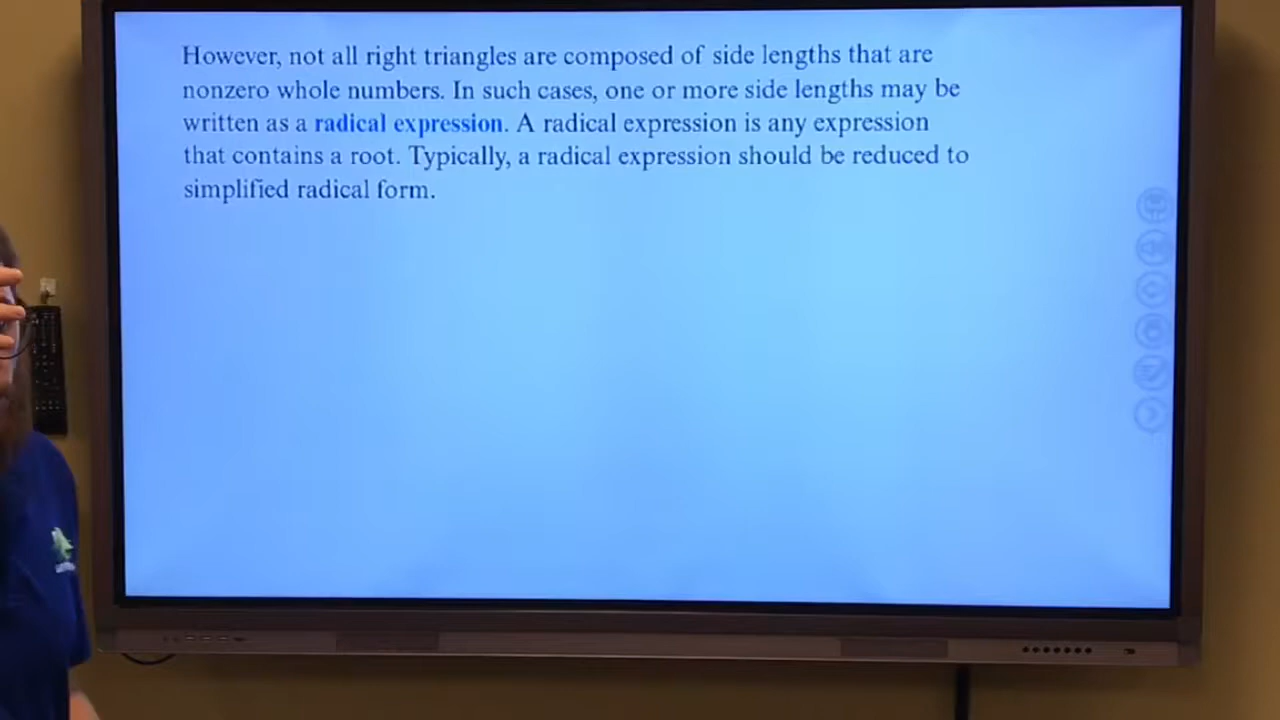 However, not all right triangles are composed of side lengths that are
nonzero whole numbers. In such cases, one or more side lengths may be
written as a radical expression. A radical expression is any expression
that contains a root. Typically, a radical expression should be reduced to
simplified radical form.